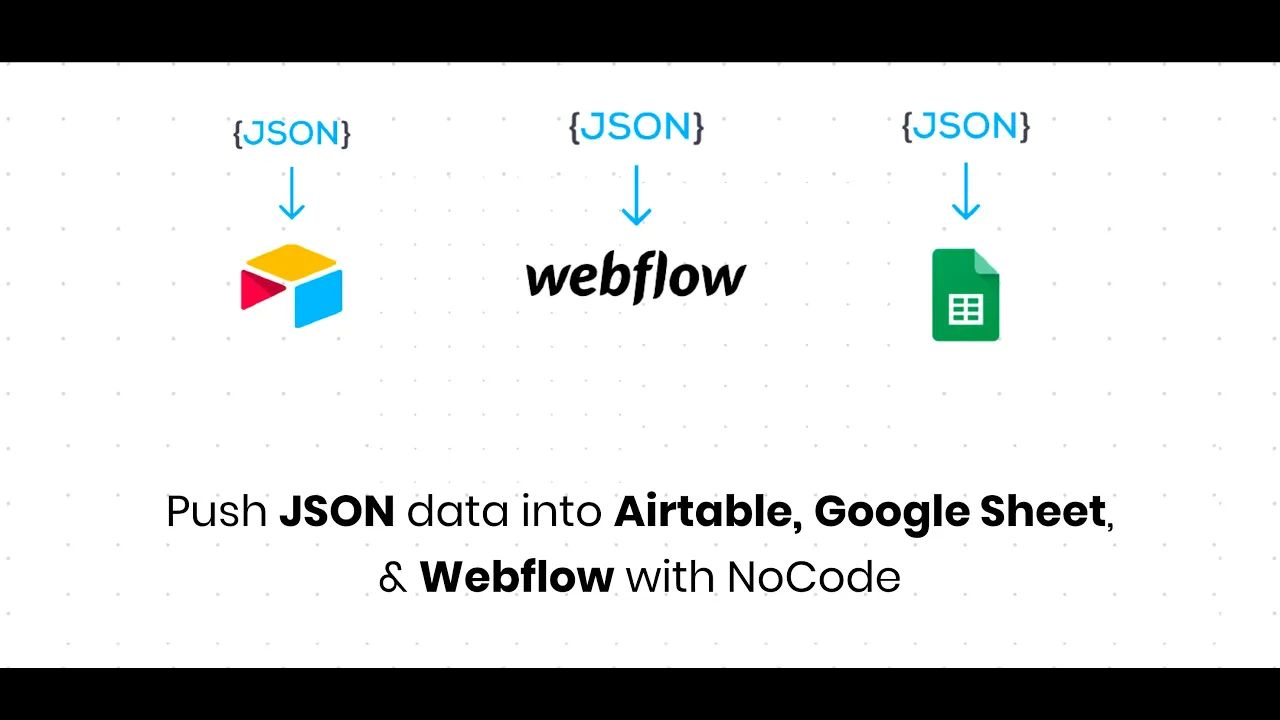 {JSON} {JSON} {JSON}
webflow
Push JSON data into Airtable, Google Sheet,
& Webflow with NoCode